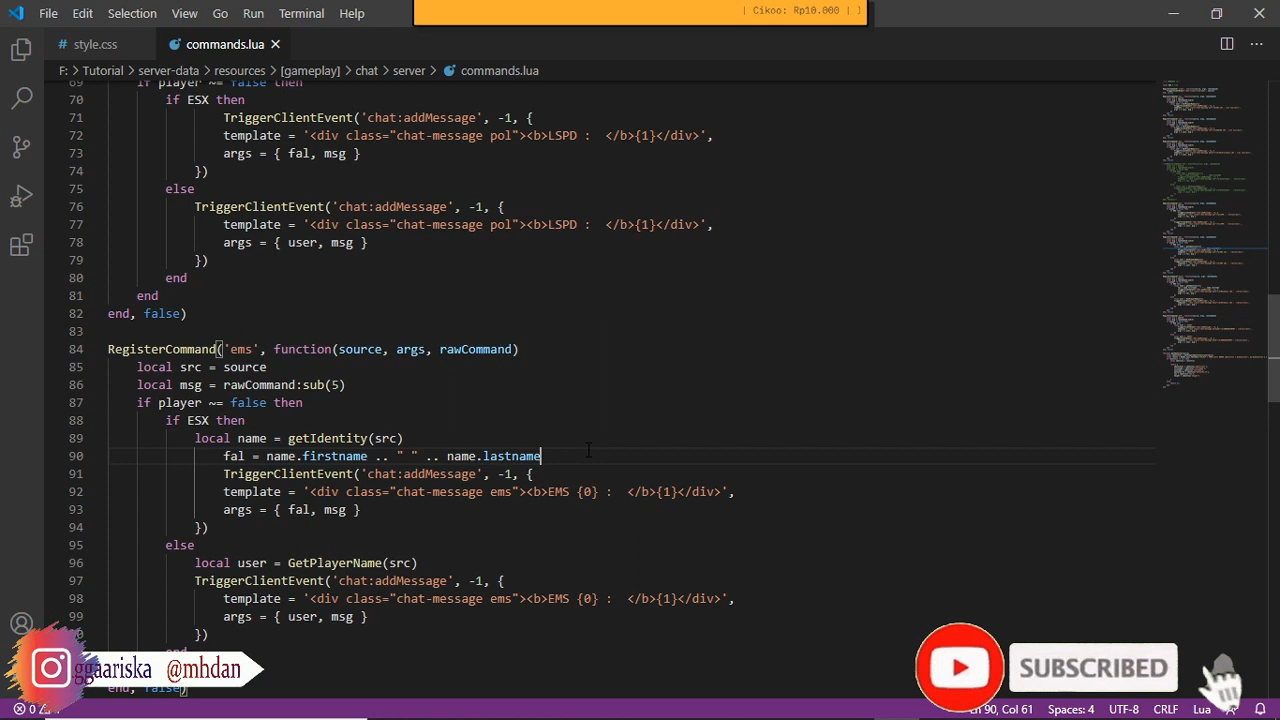 File Edit Selection View Go Run Terminal Help
| Cikoo: Rp10.000 | ]
style.css commands.lua
F: > Tutorial > server-data > resources > [gameplay] > chat > server > commands.lua
69 if player ~= false then
70 if ESX then
71 TriggerClientEvent('chat:addMessage', -1, {
72 template = '<div class="chat-message pol"><b>LSPD :  </b>{1}</div>',
73 args = { fal, msg }
74 })
75 else
76 TriggerClientEvent('chat:addMessage', -1, {
77 template = '<div class="chat-message pol"><b>LSPD :  </b>{1}</div>',
78 args = { user, msg }
79 })
80 end
81 end
82 end, false)
83
84 RegisterCommand('ems', function(source, args, rawCommand)
85 local src = source
86 local msg = rawCommand:sub(5)
87 if player ~= false then
88 if ESX then
89 local name = getIdentity(src)
90 fal = name.firstname .. " " .. name.lastname
91 TriggerClientEvent('chat:addMessage', -1, {
92 template = '<div class="chat-message ems"><b>EMS {0} :  </b>{1}</div>',
93 args = { fal, msg }
94 })
95 else
96 local user = GetPlayerName(src)
97 TriggerClientEvent('chat:addMessage', -1, {
98 template = '<div class="chat-message ems"><b>EMS {0} :  </b>{1}</div>',
99 args = { user, msg }
})
end
end, false)
ggaariska @mhdan
SUBSCRIBED
0 Ln 90, Col 61 Spaces: 4 UTF-8 CRLF Lua